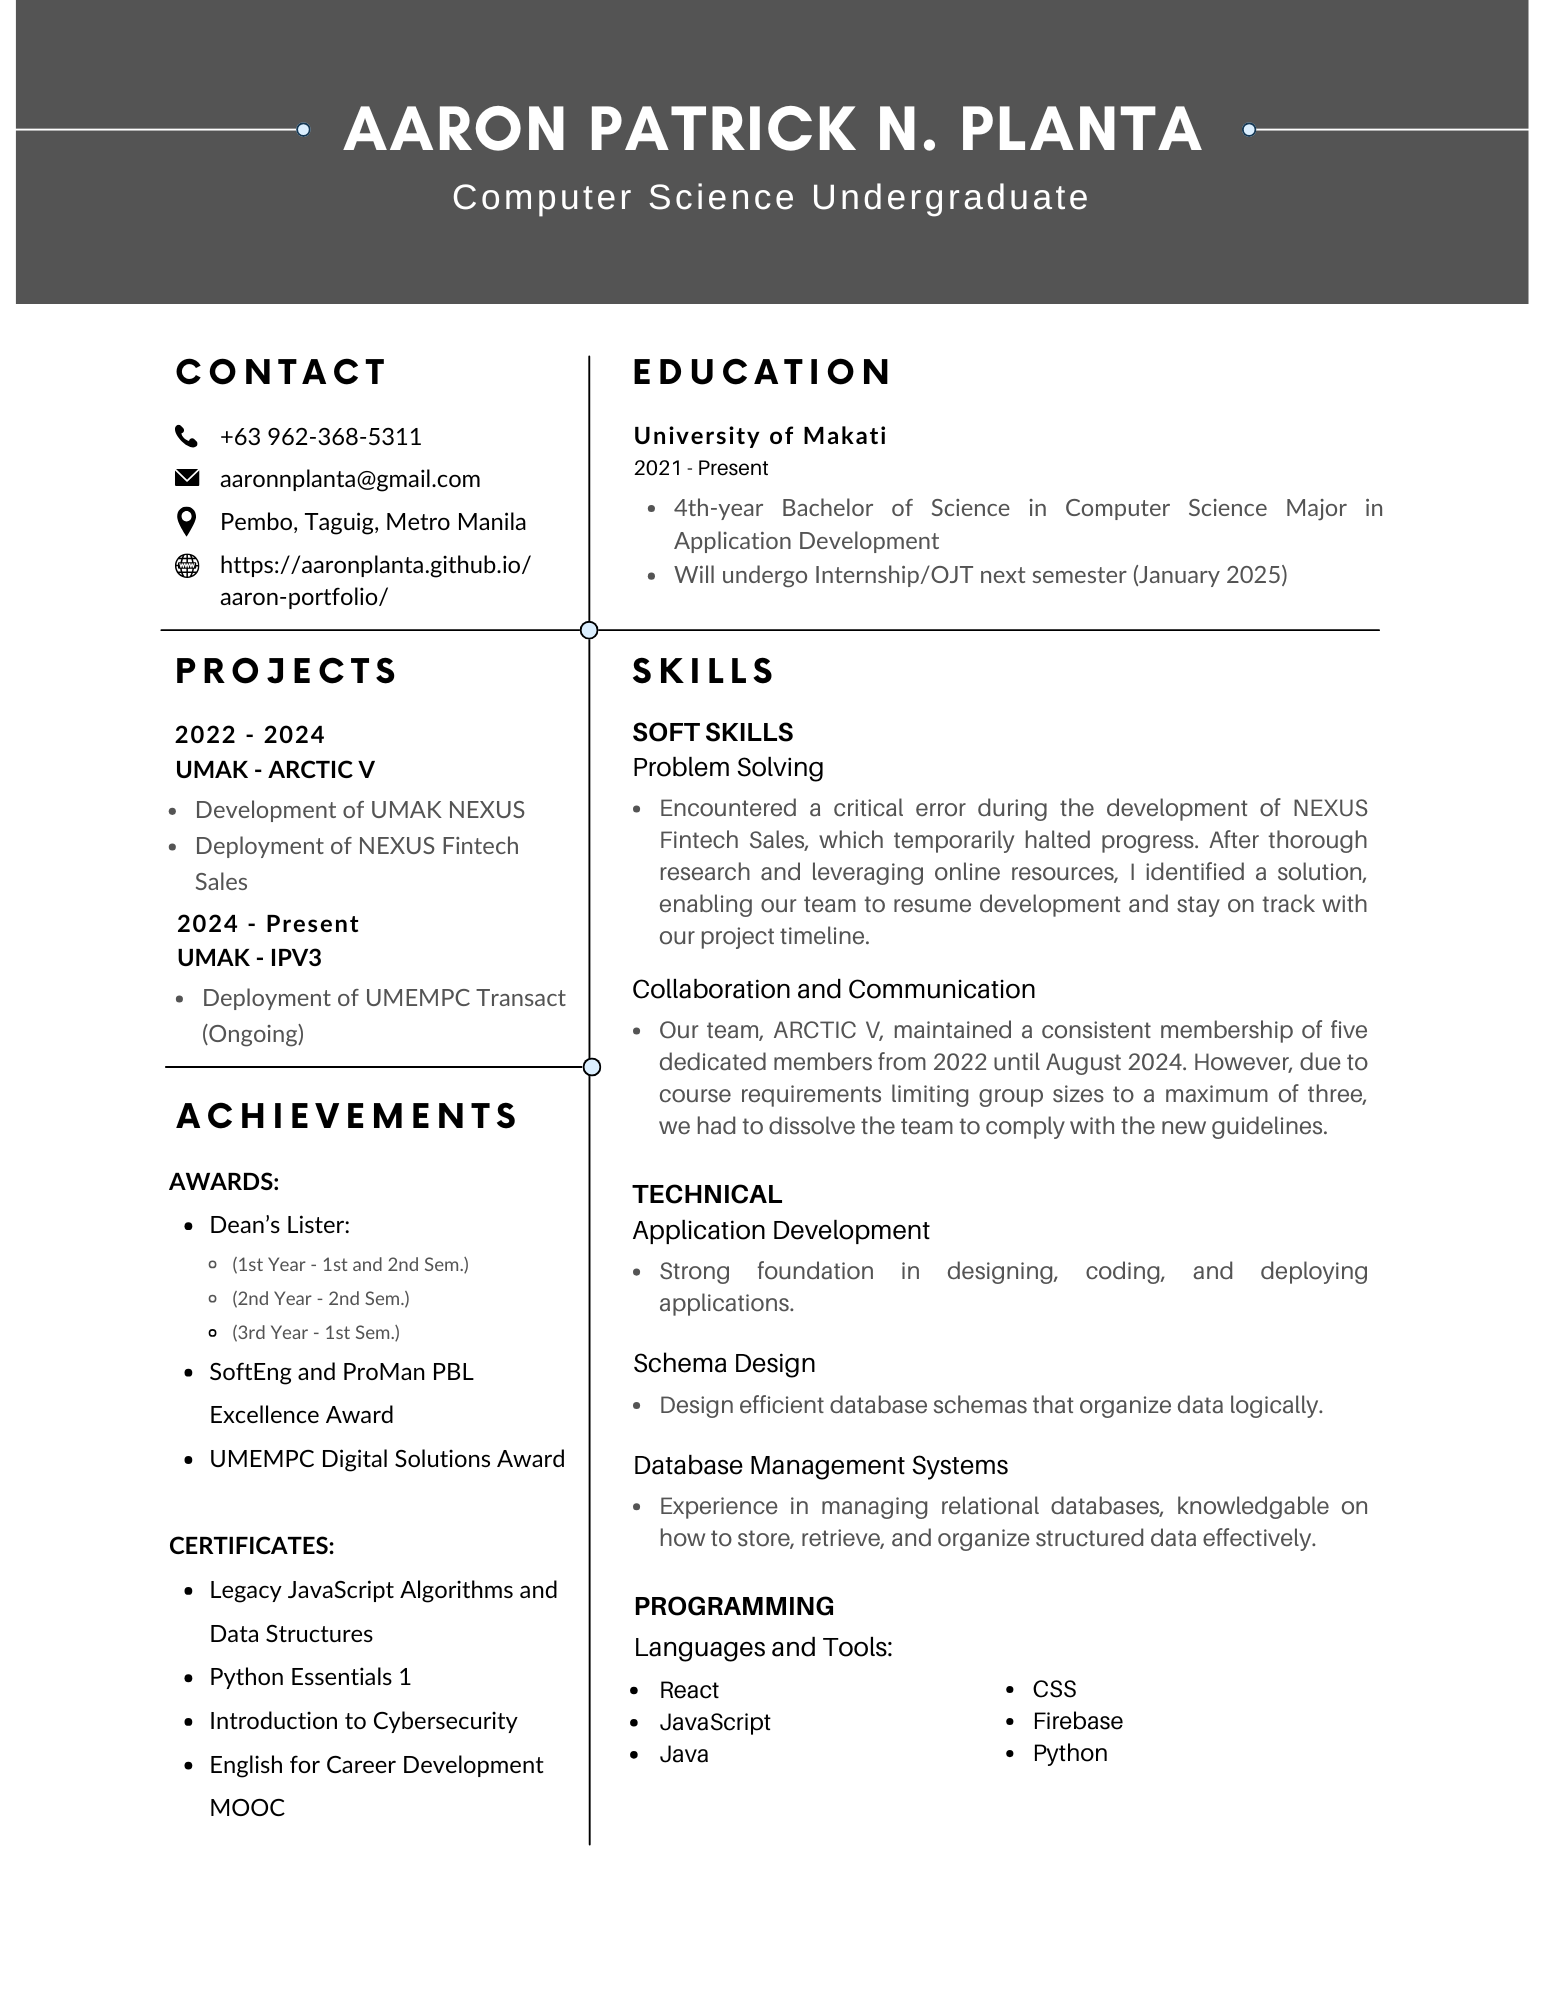 AARON PATRICK N. PLANTA
Computer Science Undergraduate
CONTACT
+63 962-368-5311
aaronnplanta@gmail.com
Pembo, Taguig, Metro Manila
https://aaronplanta.github.io/
aaron-portfolio/
EDUCATION
University of Makati
2021 - Present
• 4th-year Bachelor of Science in Computer Science Major in
Application Development
• Will undergo Internship/OJT next semester (January 2025)
PROJECTS
2022 - 2024
UMAK - ARCTIC V
• Development of UMAK NEXUS
• Deployment of NEXUS Fintech
Sales
2024 - Present
UMAK - IPV3
• Deployment of UMEMPC Transact
(Ongoing)
ACHIEVEMENTS
AWARDS:
• Dean’s Lister:
(1st Year - 1st and 2nd Sem.)
(2nd Year - 2nd Sem.)
(3rd Year - 1st Sem.)
• SoftEng and ProMan PBL
Excellence Award
• UMEMPC Digital Solutions Award
CERTIFICATES:
• Legacy JavaScript Algorithms and
Data Structures
• Python Essentials 1
• Introduction to Cybersecurity
• English for Career Development
MOOC
SKILLS
SOFT SKILLS
Problem Solving
• Encountered a critical error during the development of NEXUS
Fintech Sales, which temporarily halted progress. After thorough
research and leveraging online resources, I identified a solution,
enabling our team to resume development and stay on track with
our project timeline.
Collaboration and Communication
• Our team, ARCTIC V, maintained a consistent membership of five
dedicated members from 2022 until August 2024. However, due to
course requirements limiting group sizes to a maximum of three,
we had to dissolve the team to comply with the new guidelines.
TECHNICAL
Application Development
• Strong foundation in designing, coding, and deploying
applications.
Schema Design
• Design efficient database schemas that organize data logically.
Database Management Systems
• Experience in managing relational databases, knowledgable on
how to store, retrieve, and organize structured data effectively.
PROGRAMMING
Languages and Tools:
• React
• JavaScript
• Java
• CSS
• Firebase
• Python